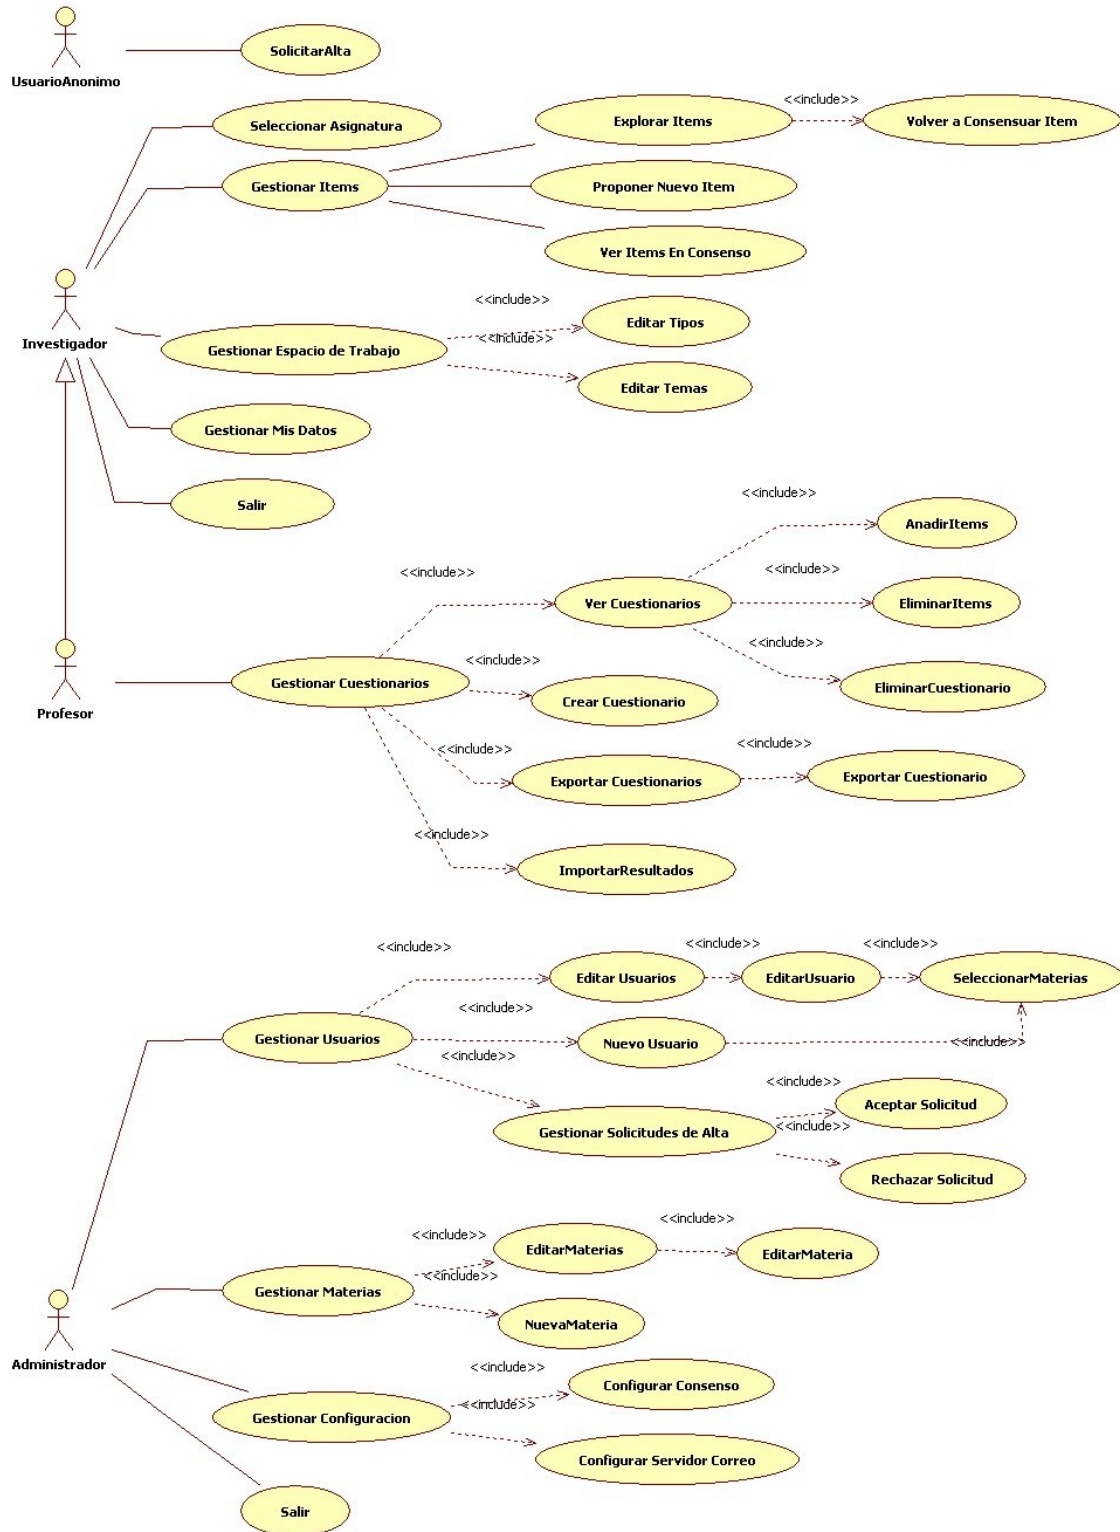 SolicitarAlta
UsuarioAnonimo
<<include>>
Seleccionar Asignatura
Explorar Items
Volver a Consensuar Item
Gestionar Items
Proponer Nuevo Item
Ver Items En Consenso
<<include>>
Investigador
Editar Tipos
<<include>>
Gestionar Espacio de Trabajo
Editar Temas
Gestionar Mis Datos
Salir
<<include>>
AnadirItems
<<include>>
<<include>>
Ver Cuestionarios
EliminarItems
<<include>>
<<include>>
Gestionar Cuestionarios
EliminarCuestionario
Profesor
Crear Cuestionario
<<include>>
<<include>>
Exportar Cuestionarios
Exportar Cuestionario
<<include>>
ImportarResultados
<<include>>
<<include>>
<<include>>
Editar Usuarios
EditarUsuario
SeleccionarMaterias
<<include>>
Gestionar Usuarios
Nuevo Usuario
<<include>>
<<include>>
<<include>>
Aceptar Solicitud
Gestionar Solicitudes de Alta
<<include>>
Rechazar Solicitud
<<include>>
<<include>>
EditarMaterias
EditarMateria
<<include>>
Gestionar Materias
NuevaMateria
Administrador
<<include>>
Configurar Consenso
<<include>>
Gestionar Configuracion
Configurar Servidor Correo
Salir